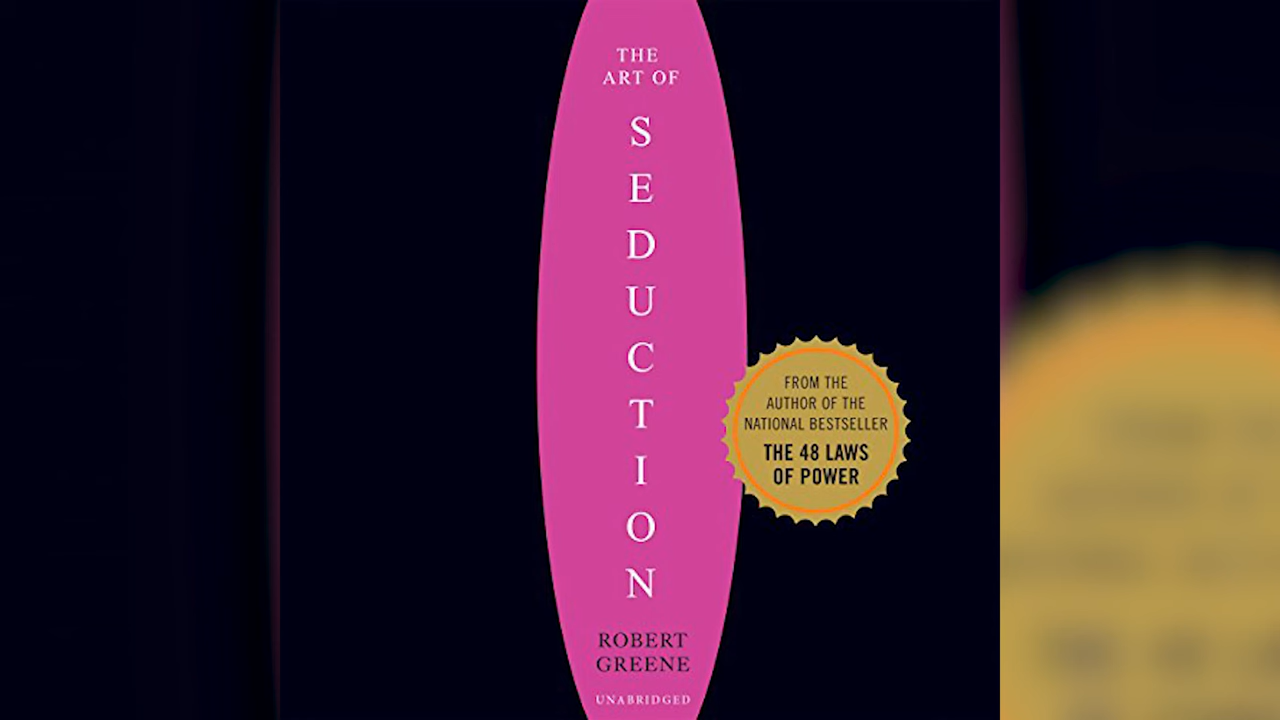 THE
ART OF
S
E
D
U
C
T
I
O
N
ROBERT
GREENE
UNABRIDGED
FROM THE
AUTHOR OF THE
NATIONAL BESTSELLER
THE 48 LAWS
OF POWER